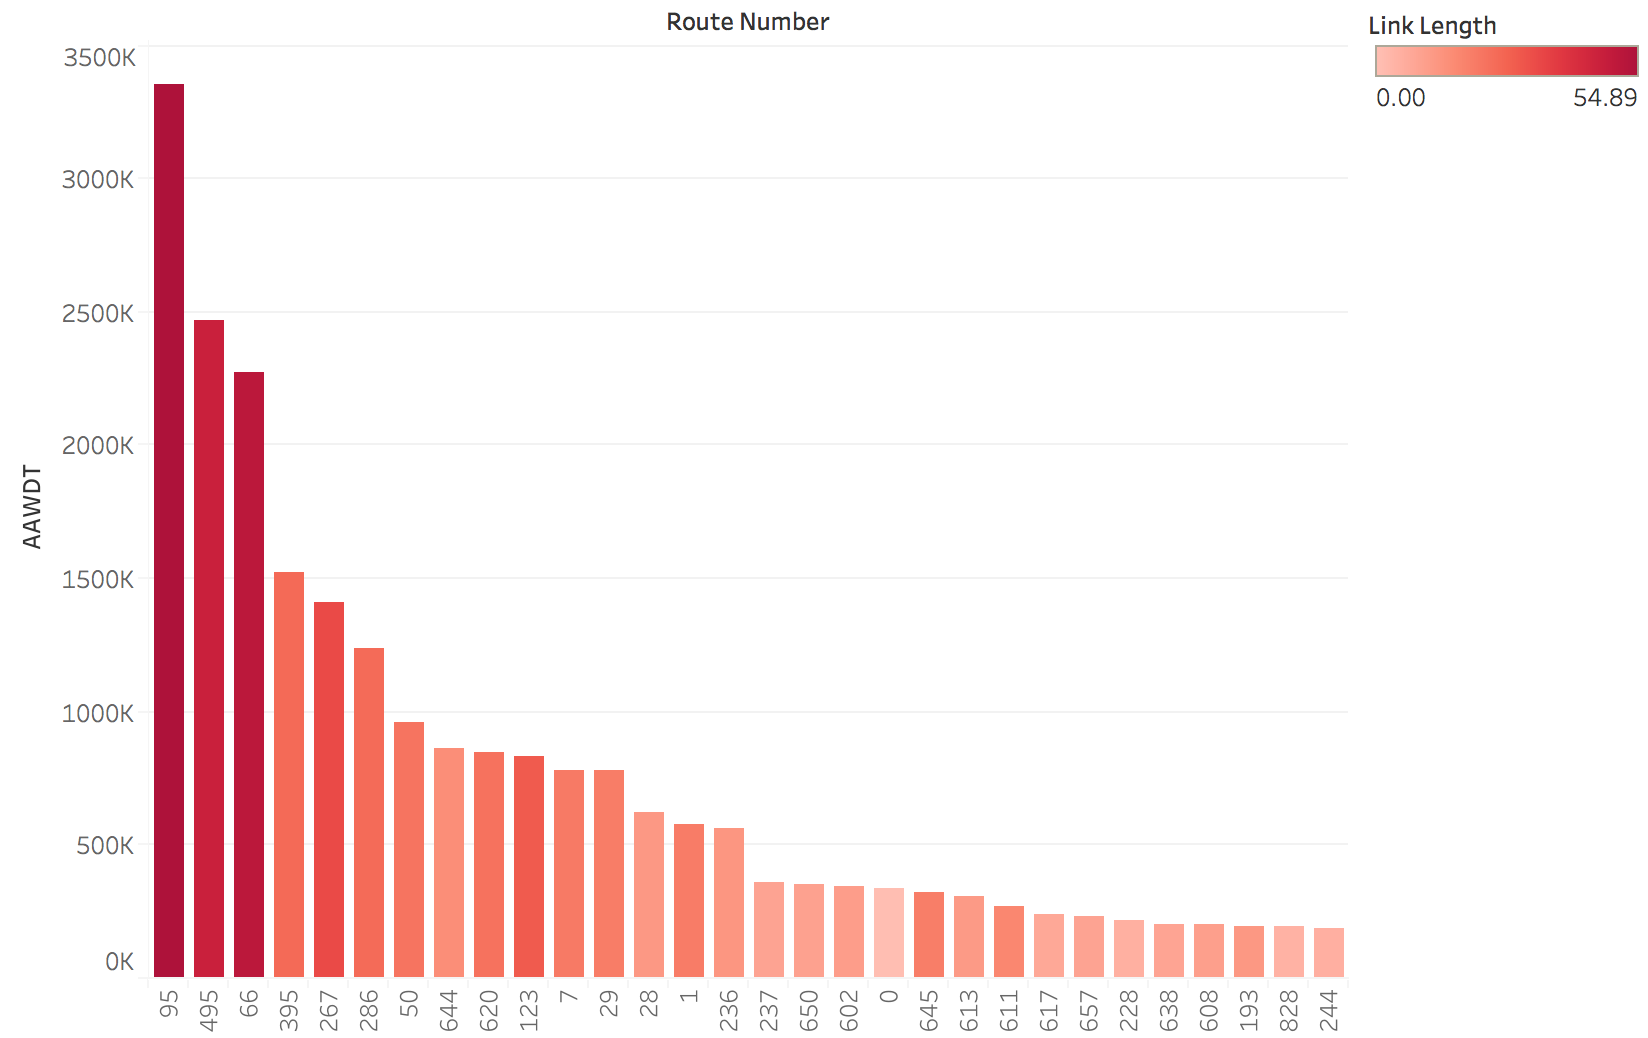 Route Number
Link Length
0.00 54.89
3500K
3000K
2500K
2000K
1500K
1000K
500K
0K
AAWDT
95 495 66 395 267 286 50 644 620 123 7 29 28 1 236 237 650 602 0 645 613 611 617 657 228 638 608 193 828 244